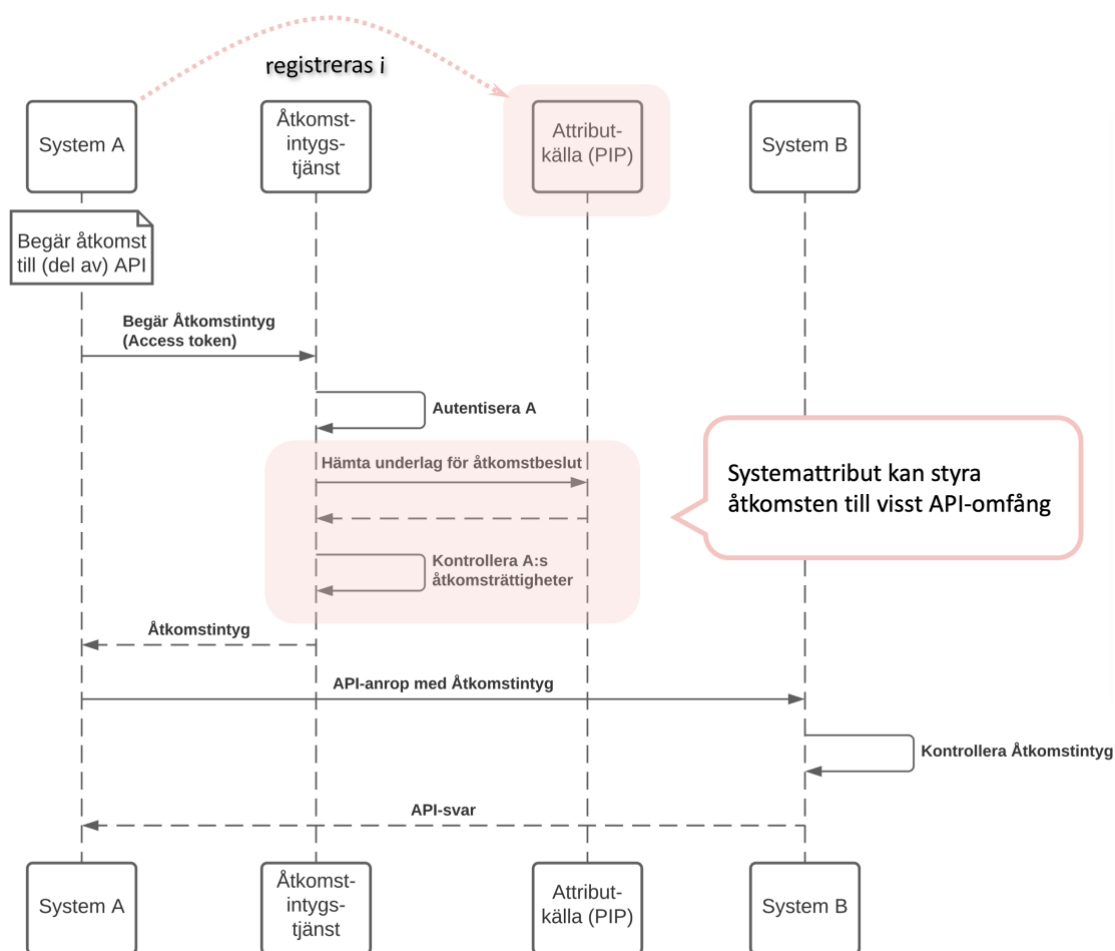 registreras i
System A
Åtkomst-
intygs-
tjänst
Attribut-
källa (PIP)
System B
Begär åtkomst
till (del av) API
Begär Åtkomstintyg
(Access token)
Autentisera A
Hämta underlag för åtkomstbeslut
Systemattribut kan styra
åtkomsten till visst API-omfång
Kontrollera A:s
åtkomsträttigheter
Åtkomstintyg
API-anrop med Åtkomstintyg
Kontrollera Åtkomstintyg
API-svar
System A
Åtkomst-
intygs-
tjänst
Attribut-
källa (PIP)
System B